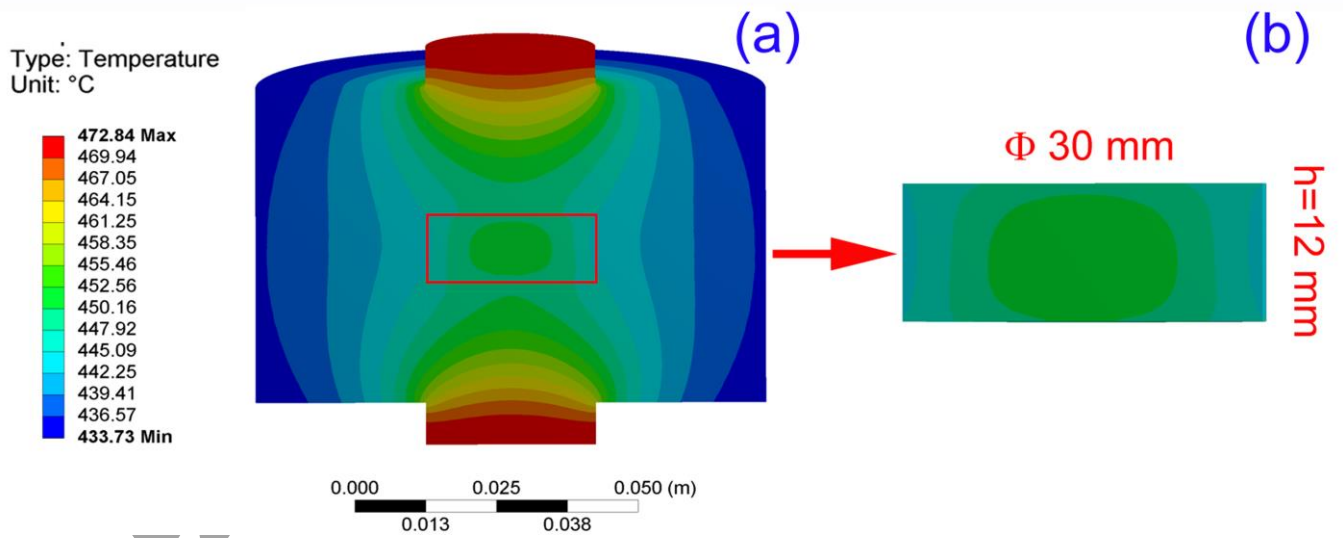 (a)
(b)
Type: Temperature
Unit: °C
472.84 Max
469.94
467.05
464.15
461.25
458.35
455.46
452.56
450.16
447.92
445.09
442.25
439.41
436.57
433.73 Min
Φ 30 mm
h=12 mm
0.000 0.025 0.050 (m)
0.013 0.038